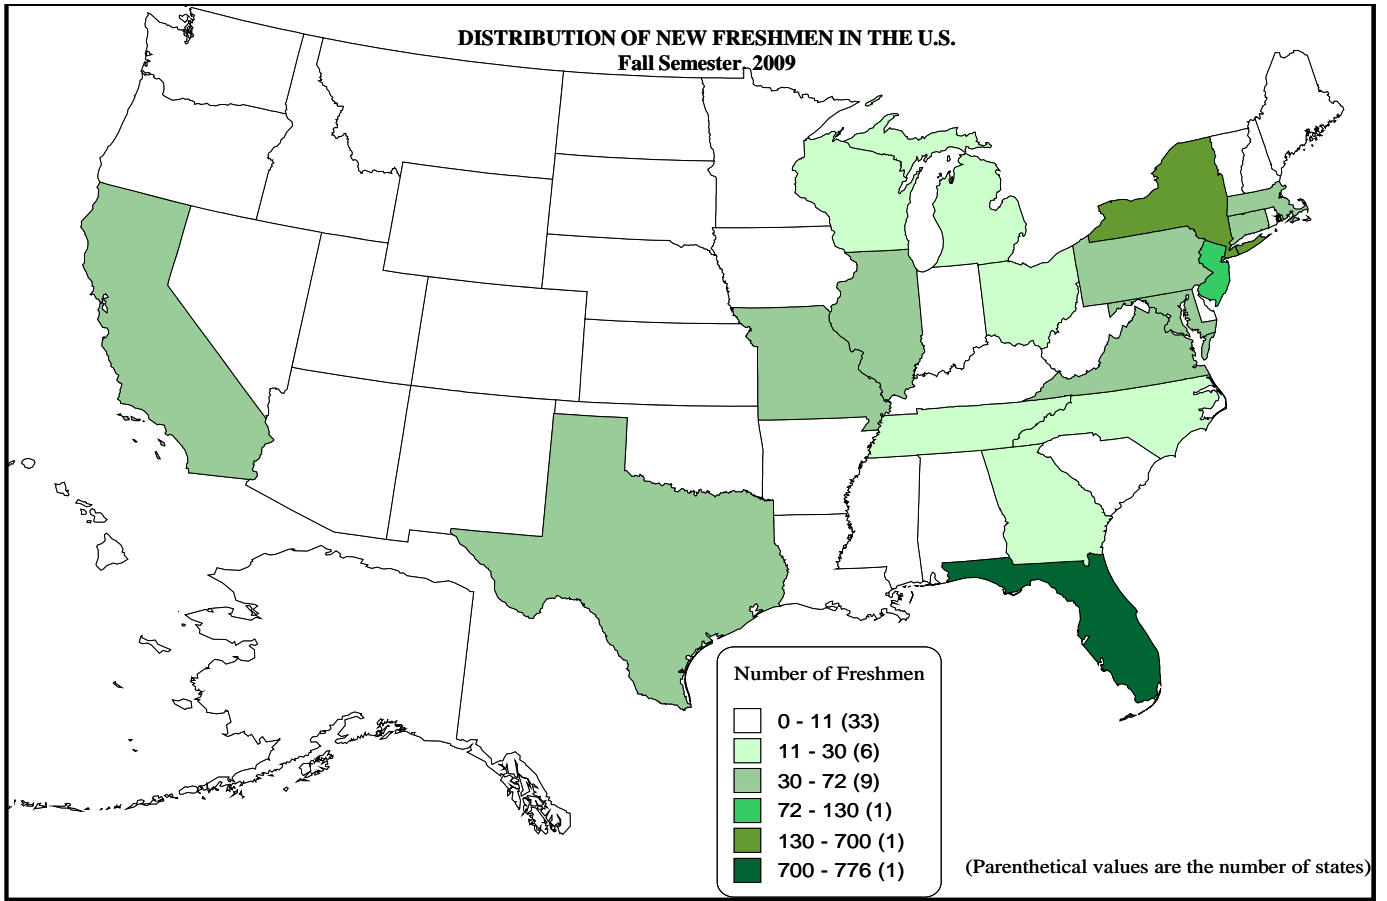 DISTRIBUTION OF NEW FRESHMEN IN THE U.S.
Fall Semester, 2009
Number of Freshmen
0 - 11 (33)
11 - 30 (6)
30 - 72 (9)
72 - 130 (1)
130 - 700 (1)
700 - 776 (1)
(Parenthetical values are the number of states)